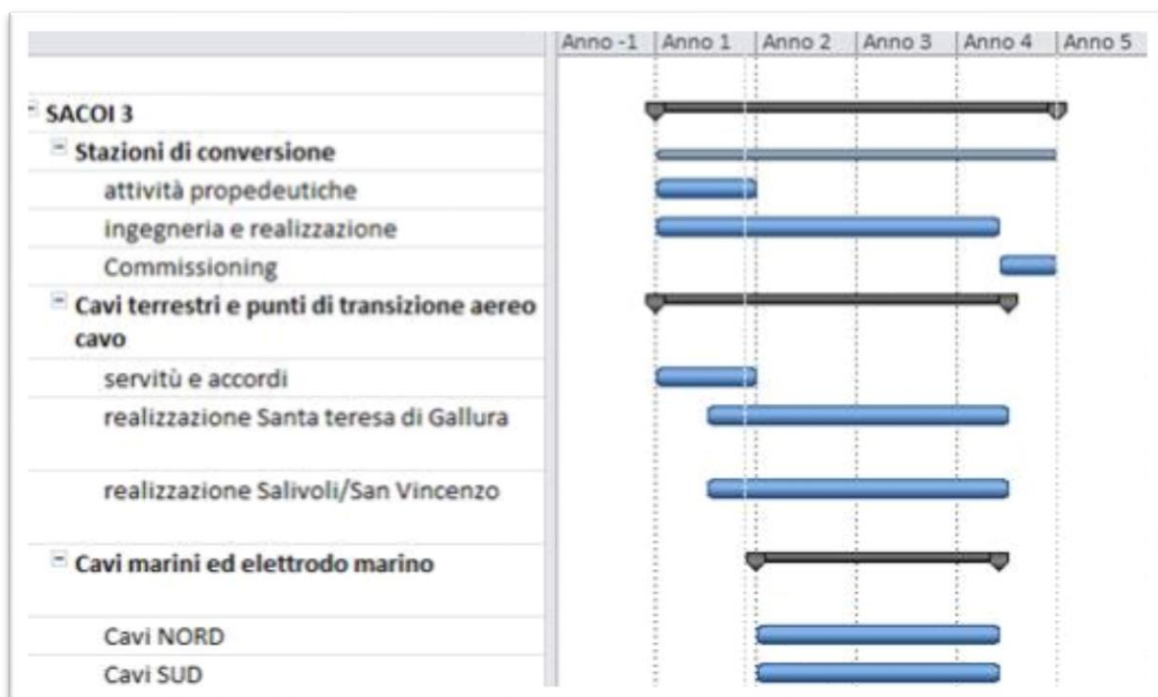 Anno -1 Anno 1 Anno 2 Anno 3 Anno 4 Anno 5
SACOI 3
Stazioni di conversione
attività propedeutiche
ingegneria e realizzazione
Commissioning
Cavi terrestri e punti di transizione aereo
cavo
servitù e accordi
realizzazione Santa teresa di Gallura
realizzazione Salivoli/San Vincenzo
Cavi marini ed elettrodo marino
Cavi NORD
Cavi SUD